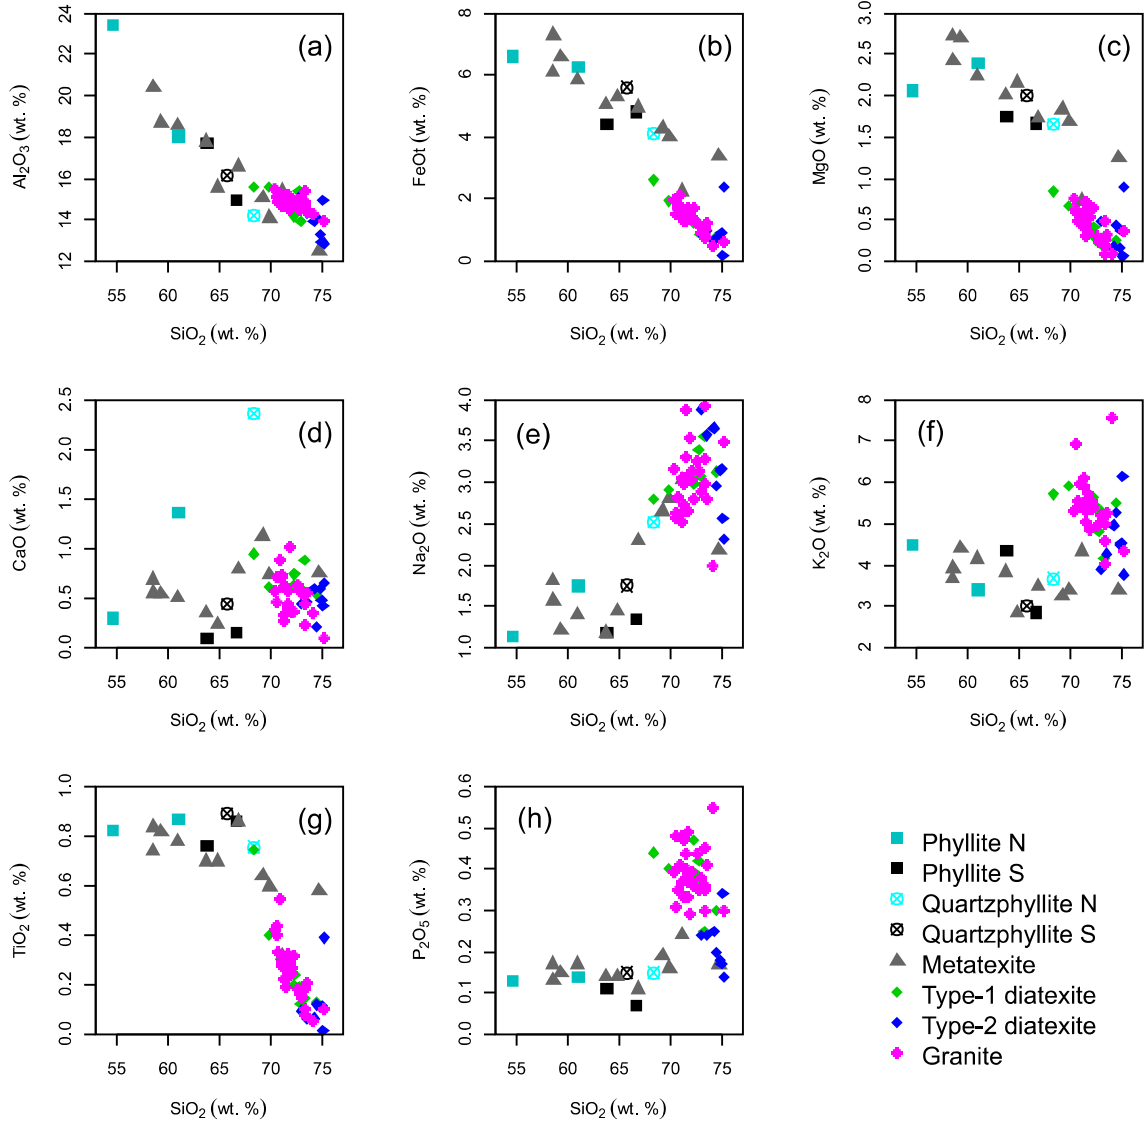 (a)
Al₂O₃ (wt. %)
12 14 16 18 20 22 24
55 60 65 70 75
SiO₂ (wt. %)
(b)
FeOt (wt. %)
0 2 4 6 8
55 60 65 70 75
SiO₂ (wt. %)
(c)
MgO (wt. %)
0.0 0.5 1.0 1.5 2.0 2.5 3.0
55 60 65 70 75
SiO₂ (wt. %)
(d)
CaO (wt. %)
0.0 0.5 1.0 1.5 2.0 2.5
55 60 65 70 75
SiO₂ (wt. %)
(e)
Na₂O (wt. %)
1.0 1.5 2.0 2.5 3.0 3.5 4.0
55 60 65 70 75
SiO₂ (wt. %)
(f)
K₂O (wt. %)
2 3 4 5 6 7 8
55 60 65 70 75
SiO₂ (wt. %)
(g)
TiO₂ (wt. %)
0.0 0.2 0.4 0.6 0.8 1.0
55 60 65 70 75
SiO₂ (wt. %)
(h)
P₂O₅ (wt. %)
0.0 0.1 0.2 0.3 0.4 0.5 0.6
55 60 65 70 75
SiO₂ (wt. %)
Phyllite N
Phyllite S
Quartzphyllite N
Quartzphyllite S
Metatexite
Type-1 diatexite
Type-2 diatexite
Granite